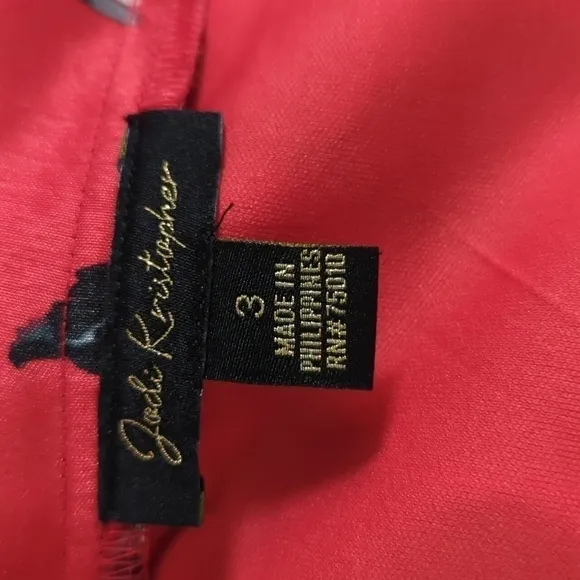 Jodi Kristopher
3
MADE IN
PHILIPPINES
RN#75010